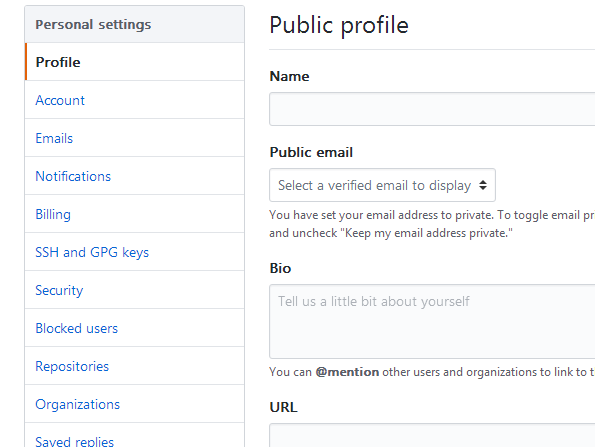 Personal settings
Profile
Account
Emails
Notifications
Billing
SSH and GPG keys
Security
Blocked users
Repositories
Organizations
Saved replies
Public profile
Name
Public email
Select a verified email to display
You have set your email address to private. To toggle email
and uncheck "Keep my email address private."
Bio
Tell us a little bit about yourself
You can @mention other users and organizations to link to
URL